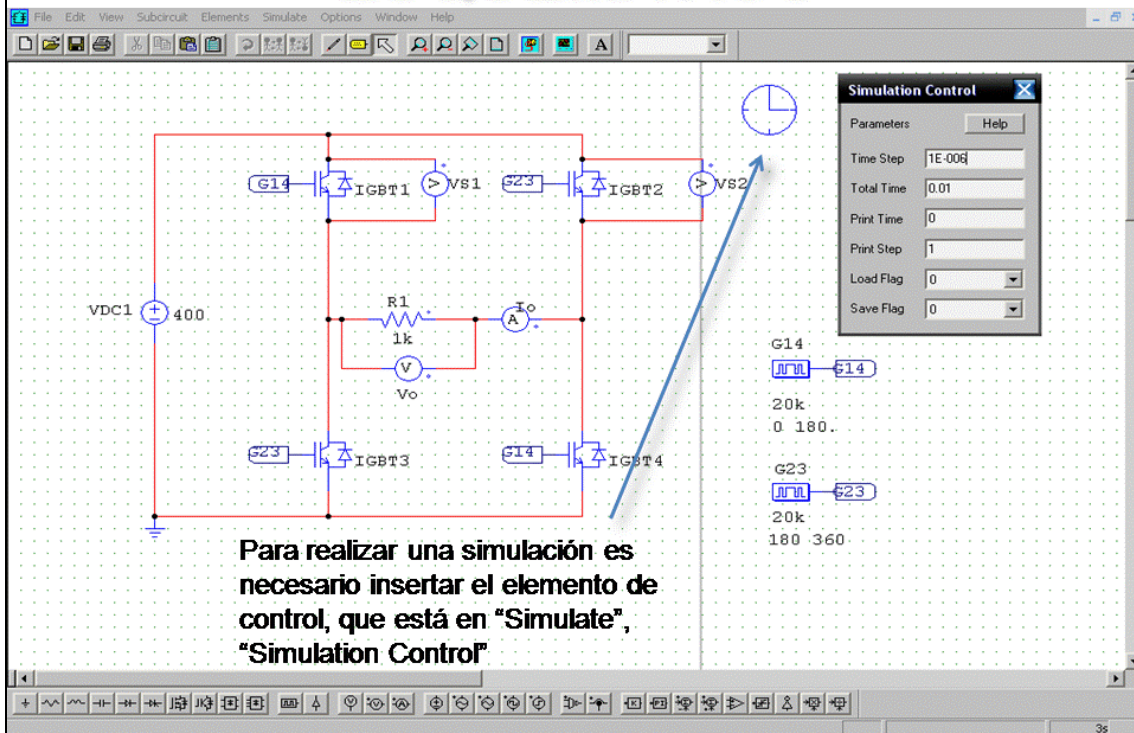 File Edit View Subcircuit Elements Simulate Options Window Help
A
Simulation Control
Parameters Help
Time Step 1E-006
Total Time 0.01
Print Time 0
Print Step 1
Load Flag 0
Save Flag 0
G14
IGBT1
VS1
G23
IGBT2
VS2
VDC1
400
R1
1k
Io
A
V
Vo
G23
IGBT3
G14
IGBT4
G14
G14
20k
0 180.
G23
G23
20k
180 360
Para realizar una simulación es
necesario insertar el elemento de
control, que está en “Simulate”,
“Simulation Control”
3s